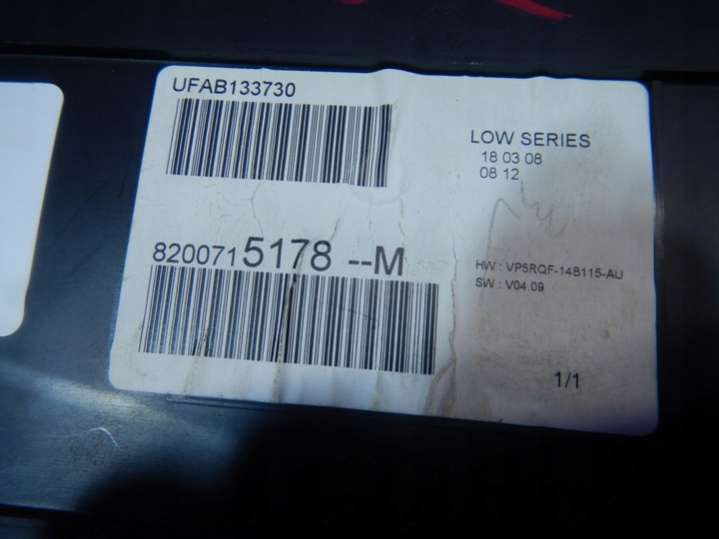 UFAB133730
LOW SERIES
18 03 08
08 12
8200715178 --M
HW : VP5RQF-14B115-AU
SW : V04.09
1/1